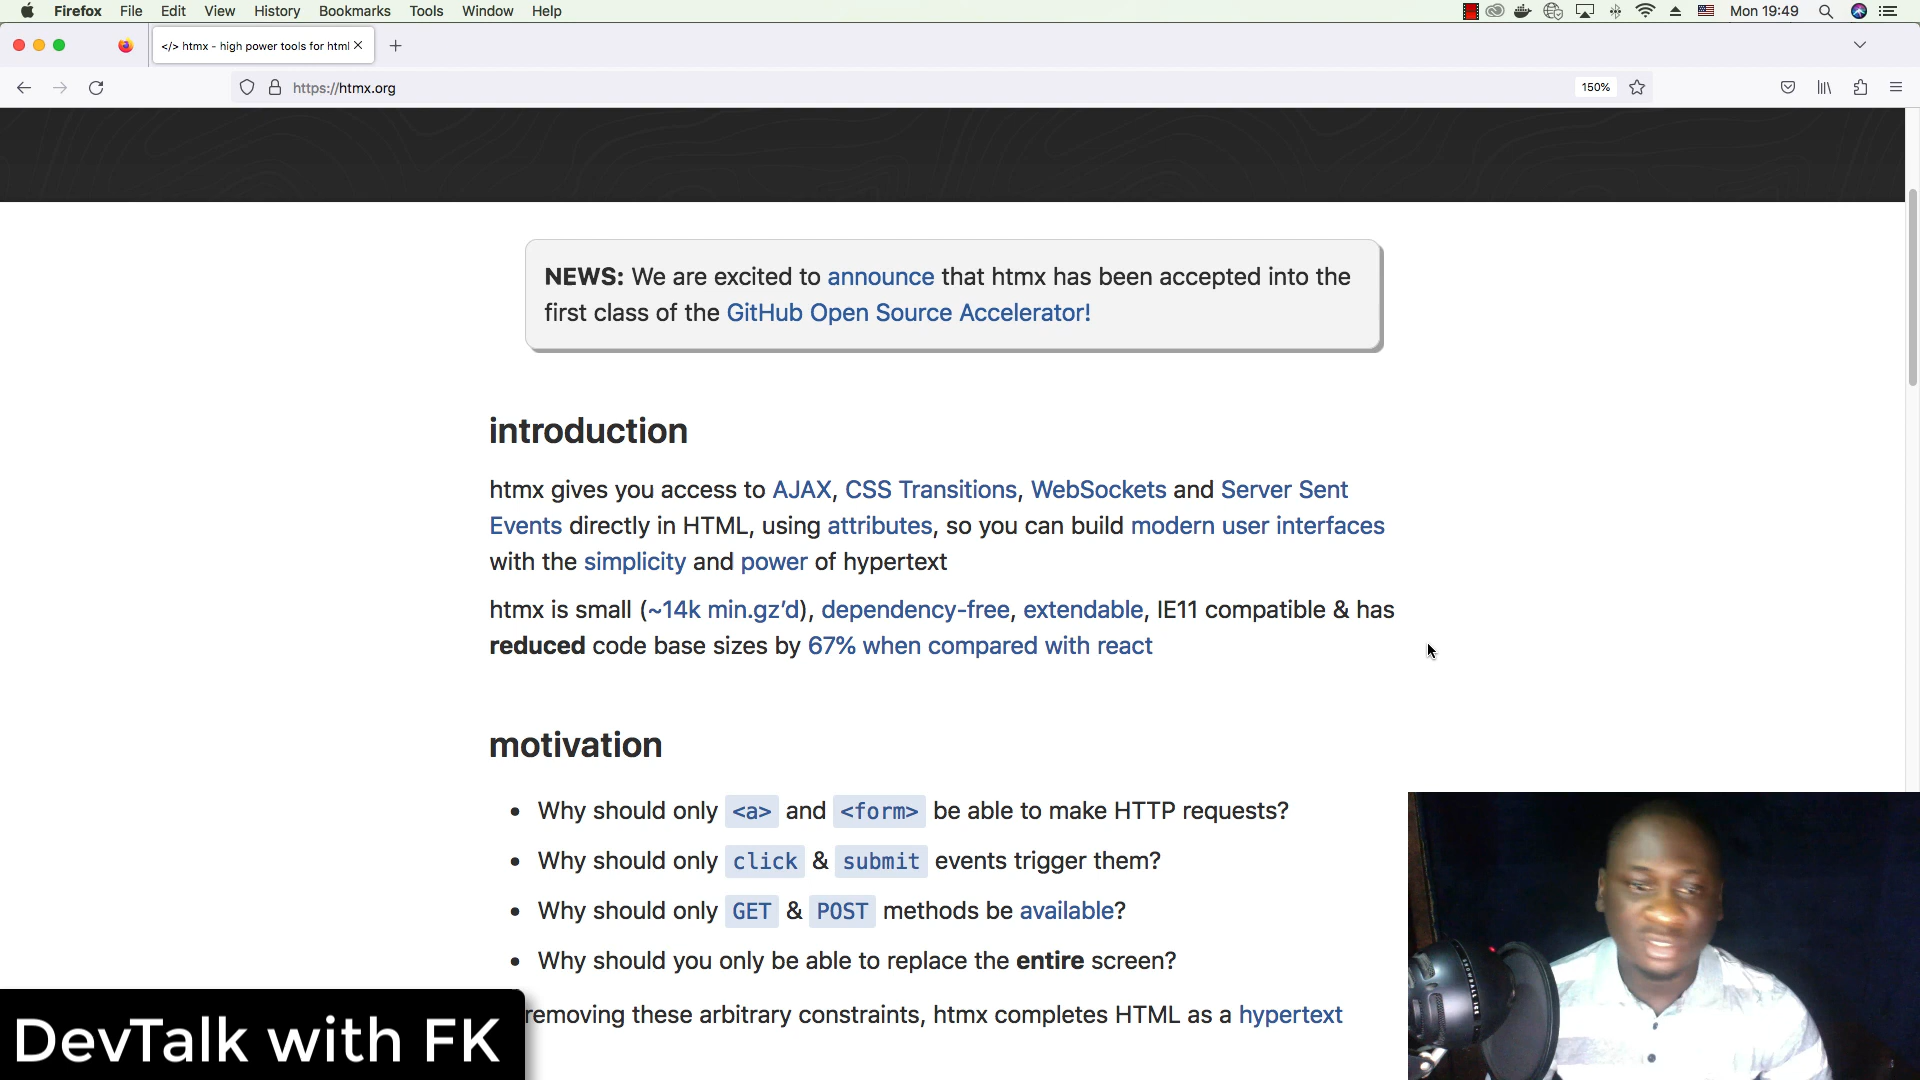 Firefox File Edit View History Bookmarks Tools Window Help Mon 19:49
</> htmx - high power tools for html
https://htmx.org 150%
NEWS: We are excited to announce that htmx has been accepted into the
first class of the GitHub Open Source Accelerator!
introduction
htmx gives you access to AJAX, CSS Transitions, WebSockets and Server Sent
Events directly in HTML, using attributes, so you can build modern user interfaces
with the simplicity and power of hypertext
htmx is small (~14k min.gz’d), dependency-free, extendable, IE11 compatible & has
reduced code base sizes by 67% when compared with react
motivation
• Why should only <a> and <form> be able to make HTTP requests?
• Why should only click & submit events trigger them?
• Why should only GET & POST methods be available?
• Why should you only be able to replace the entire screen?
removing these arbitrary constraints, htmx completes HTML as a hypertext
DevTalk with FK